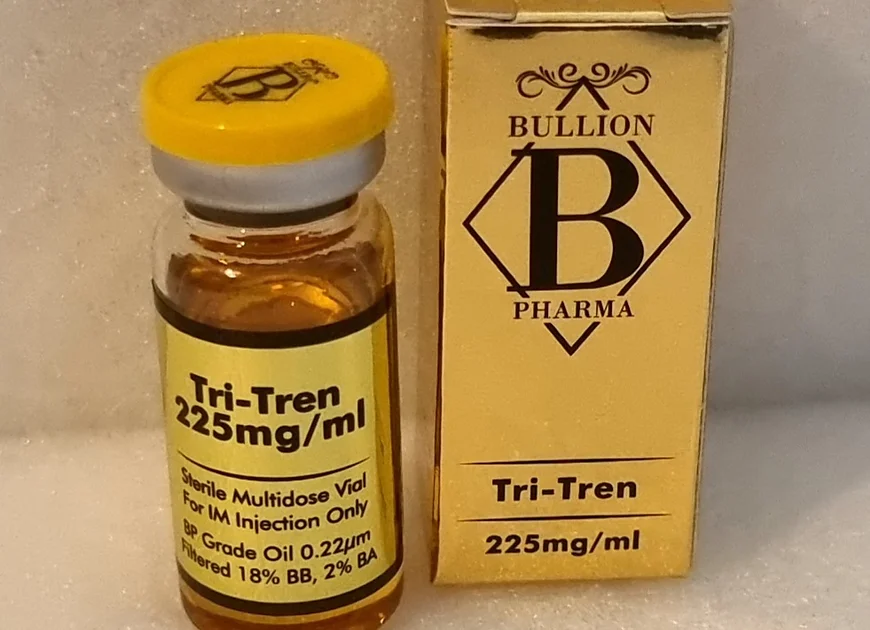 B
Tri-Tren
225mg/ml
Sterile Multidose Vial
For IM Injection Only
BP Grade Oil 0.22µm
Filtered 18% BB, 2% BA
BULLION
B
PHARMA
Tri-Tren
225mg/ml